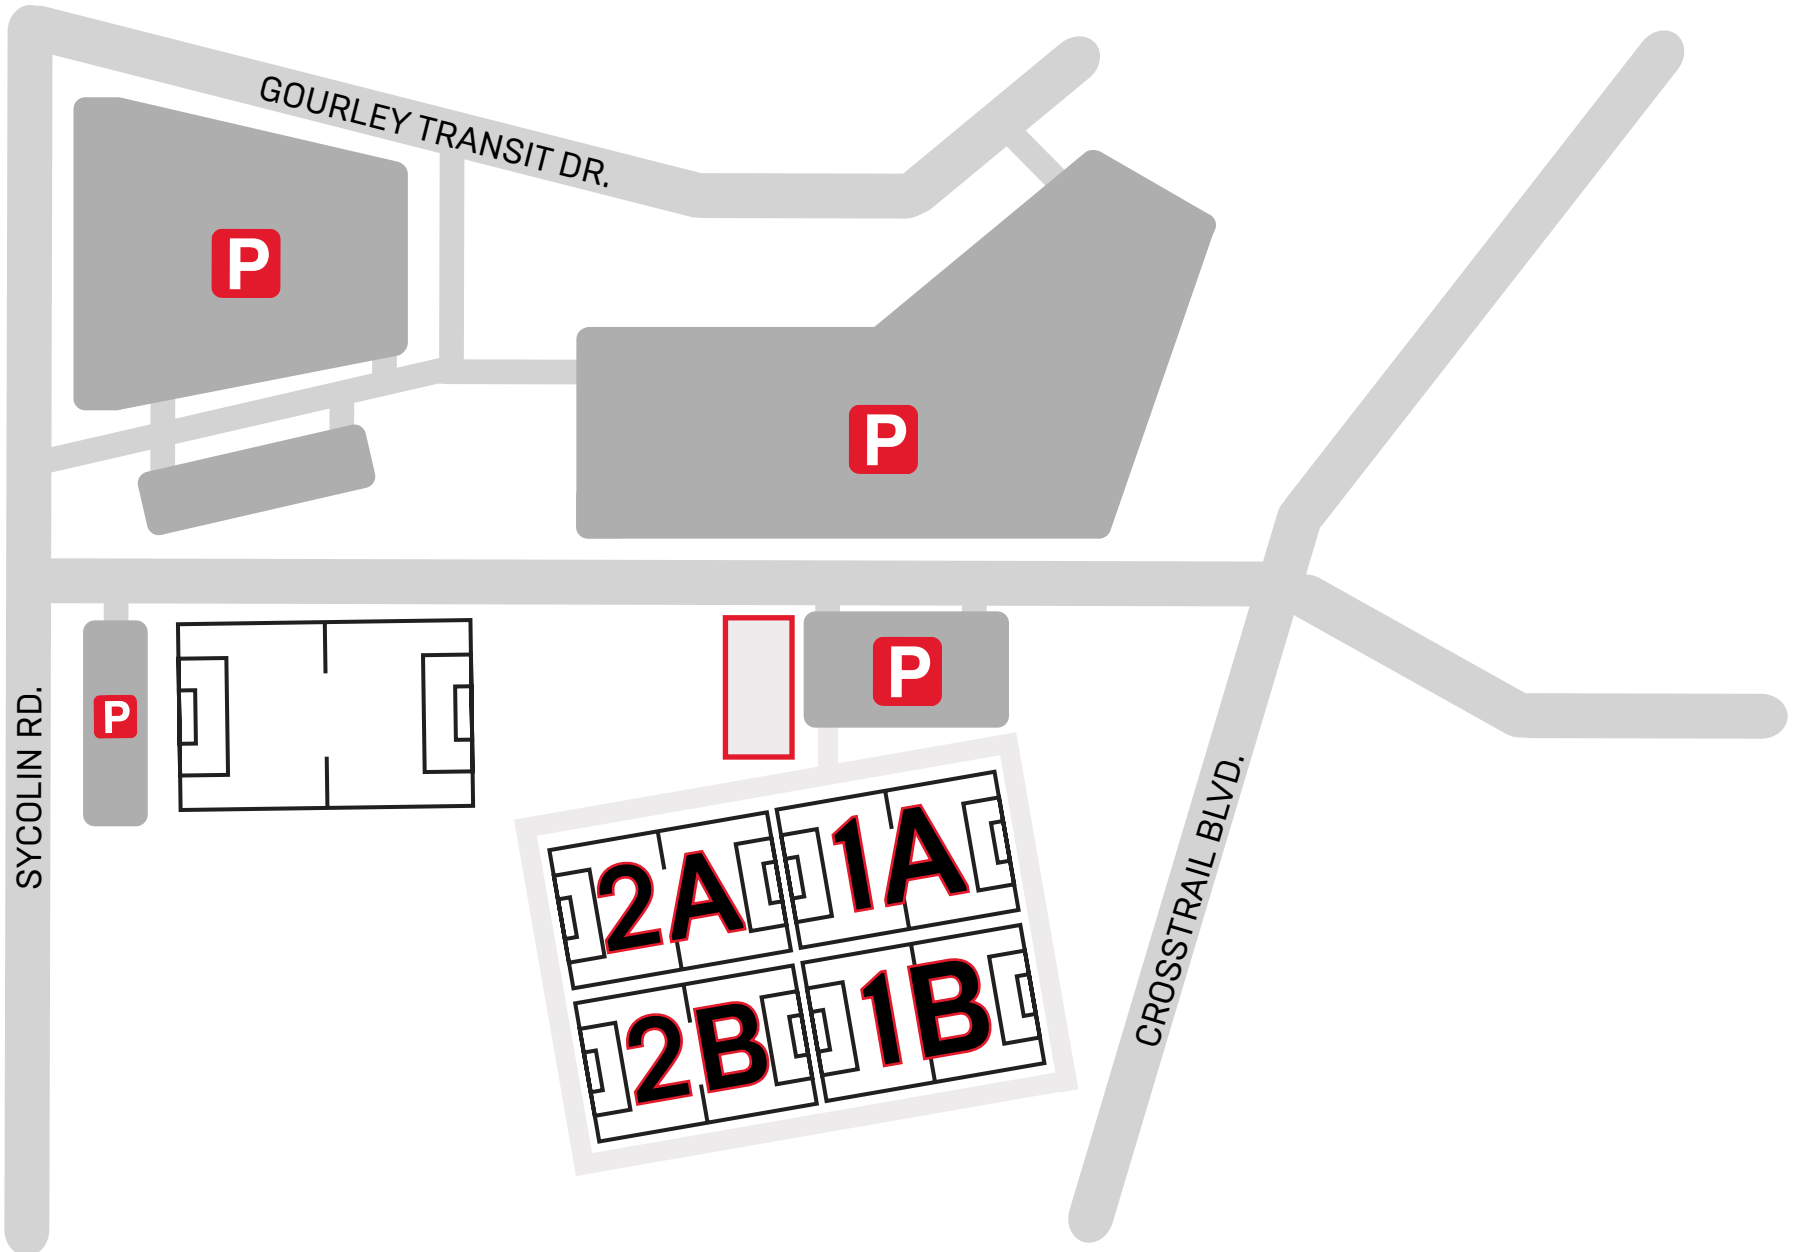 GOURLEY TRANSIT DR.
P
P
P
P
SYCOLIN RD.
CROSSTRAIL BLVD.
2A
1A
2B
1B